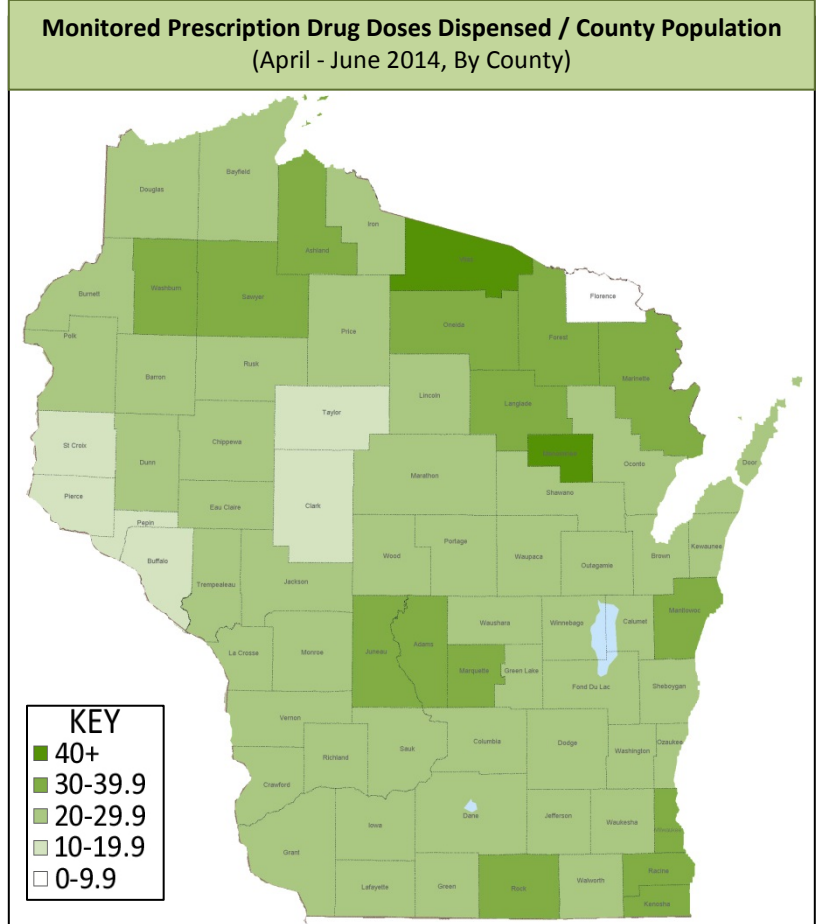 Monitored Prescription Drug Doses Dispensed / County Population
(April - June 2014, By County)
Bayfield
Douglas
Iron
Ashland
Vilas
Burnett
Washburn
Sawyer
Florence
Oneida
Forest
Price
Polk
Marinette
Rusk
Barron
Lincoln
Langlade
Taylor
St Croix
Chippewa
Dunn
Menominee
Oconto
Door
Marathon
Shawano
Pierce
Clark
Eau Claire
Pepin
Portage
Wood
Waupaca
Outagamie
Brown
Kewaunee
Buffalo
Trempealeau
Jackson
Manitowoc
Waushara
Winnebago
Calumet
Adams
Juneau
La Crosse
Monroe
Marquette
Green Lake
Fond Du Lac
Sheboygan
Vernon
Sauk
Columbia
Dodge
Washington
Ozaukee
Richland
Crawford
Iowa
Dane
Jefferson
Waukesha
Milwaukee
Grant
Racine
Lafayette
Green
Rock
Walworth
Kenosha
KEY
40+
30-39.9
20-29.9
10-19.9
0-9.9